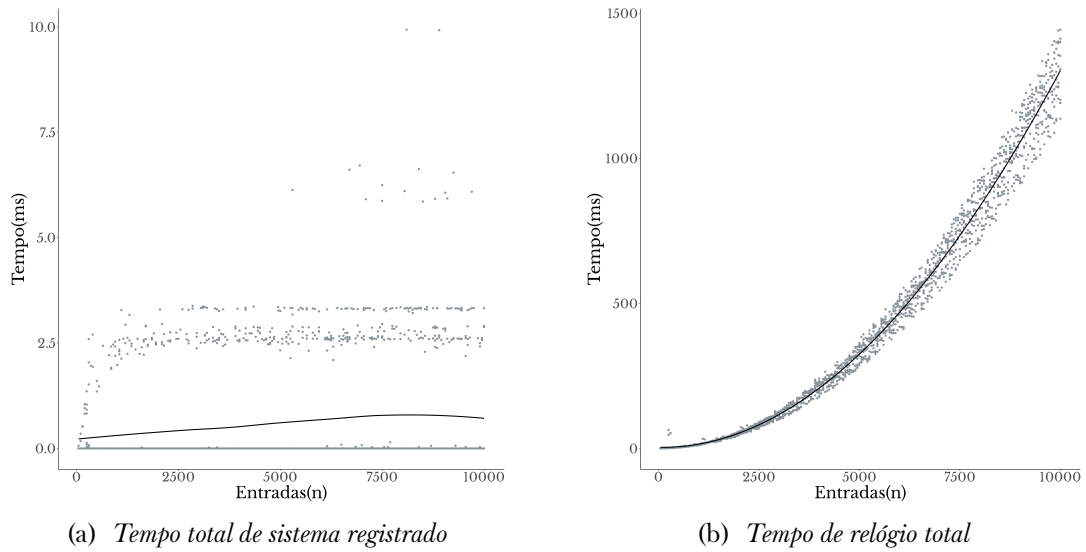 10.0
7.5
5.0
2.5
0.0
Tempo(ms)
0 2500 5000 7500 10000
Entradas(n)
(a) Tempo total de sistema registrado
1500
1000
500
0
Tempo(ms)
0 2500 5000 7500 10000
Entradas(n)
(b) Tempo de relógio total